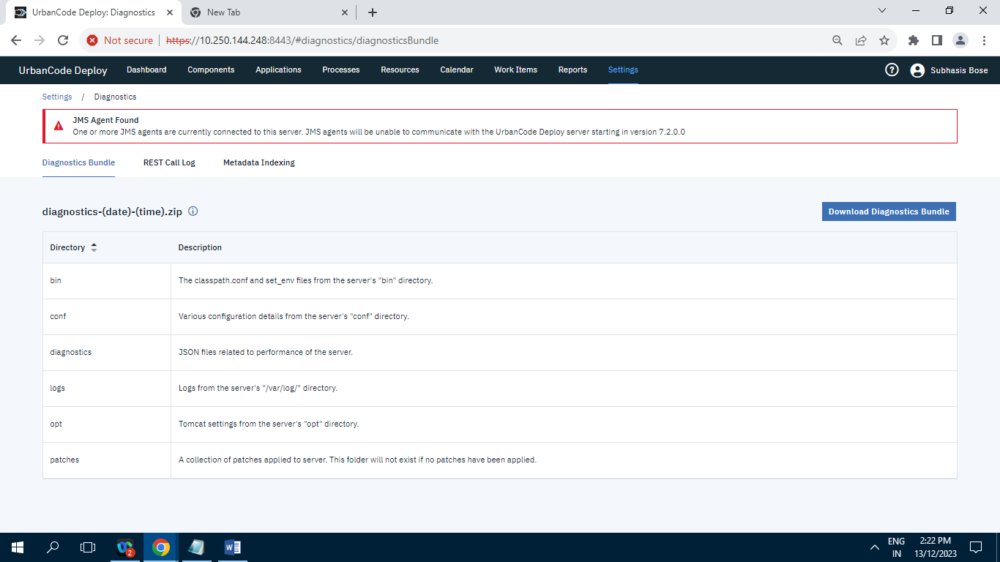 UrbanCode Deploy: Diagnostics
New Tab
Not secure https://10.250.144.248:8443/#diagnostics/diagnosticsBundle
UrbanCode Deploy Dashboard Components Applications Processes Resources Calendar Work Items Reports Settings Subhasis Bose
Settings / Diagnostics
JMS Agent Found
One or more JMS agents are currently connected to this server. JMS agents will be unable to communicate with the UrbanCode Deploy server starting in version 7.2.0.0
Diagnostics Bundle REST Call Log Metadata Indexing
diagnostics-(date)-(time).zip
Download Diagnostics Bundle
Directory Description
bin The classpath.conf and set_env files from the server's "bin" directory.
conf Various configuration details from the server's "conf" directory.
diagnostics JSON files related to performance of the server.
logs Logs from the server's "/var/log/" directory.
opt Tomcat settings from the server's "opt" directory.
patches A collection of patches applied to server. This folder will not exist if no patches have been applied.
2
W
ENG
IN
2:22 PM
13/12/2023